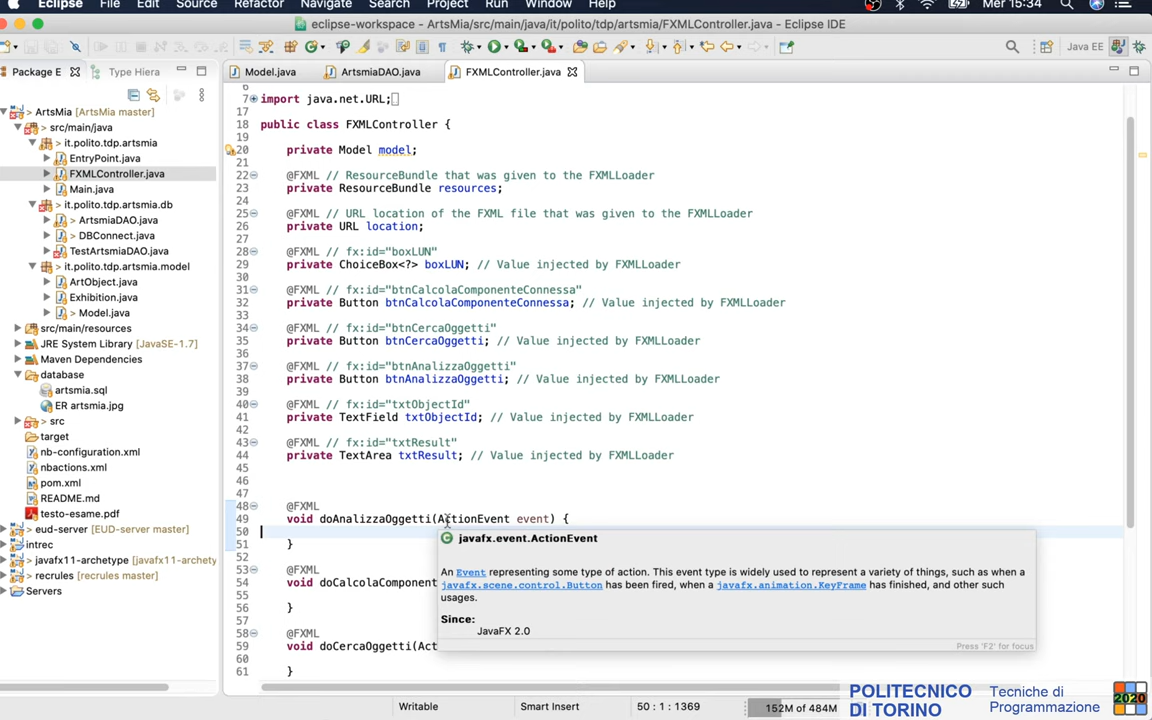 Eclipse File Edit Source Refactor Navigate Search Project Run Window Help Mer 15:34
eclipse-workspace - ArtsMia/src/main/java/it/polito/tdp/artsmia/FXMLController.java - Eclipse IDE
Java EE
Package E Type Hiera
Model.java ArtsmiaDAO.java FXMLController.java
> ArtsMia [ArtsMia master]
> src/main/java
it.polito.tdp.artsmia
EntryPoint.java
FXMLController.java
Main.java
> it.polito.tdp.artsmia.db
> ArtsmiaDAO.java
> DBConnect.java
TestArtsmiaDAO.java
> it.polito.tdp.artsmia.model
ArtObject.java
Exhibition.java
> Model.java
src/main/resources
JRE System Library [JavaSE-1.7]
Maven Dependencies
database
artsmia.sql
ER artsmia.jpg
> src
target
nb-configuration.xml
nbactions.xml
pom.xml
README.md
testo-esame.pdf
> eud-server [EUD-server master]
> intrec
> javafx11-archetype [javafx11-archety
> recrules [recrules master]
Servers
6
7 import java.net.URL;
17
18 public class FXMLController {
19
20 private Model model;
21
22 @FXML // ResourceBundle that was given to the FXMLLoader
23 private ResourceBundle resources;
24
25 @FXML // URL location of the FXML file that was given to the FXMLLoader
26 private URL location;
27
28 @FXML // fx:id="boxLUN"
29 private ChoiceBox<?> boxLUN; // Value injected by FXMLLoader
30
31 @FXML // fx:id="btnCalcolaComponenteConnessa"
32 private Button btnCalcolaComponenteConnessa; // Value injected by FXMLLoader
33
34 @FXML // fx:id="btnCercaOggetti"
35 private Button btnCercaOggetti; // Value injected by FXMLLoader
36
37 @FXML // fx:id="btnAnalizzaOggetti"
38 private Button btnAnalizzaOggetti; // Value injected by FXMLLoader
39
40 @FXML // fx:id="txtObjectId"
41 private TextField txtObjectId; // Value injected by FXMLLoader
42
43 @FXML // fx:id="txtResult"
44 private TextArea txtResult; // Value injected by FXMLLoader
45
46
47
48 @FXML
49 void doAnalizzaOggetti(ActionEvent event) {
50
51 }
52
53 @FXML
54 void doCalcolaComponent
55
56 }
57
58 @FXML
59 void doCercaOggetti(Act
60
61 }
javafx.event.ActionEvent
An Event representing some type of action. This event type is widely used to represent a variety of things, such as when a
javafx.scene.control.Button has been fired, when a javafx.animation.KeyFrame has finished, and other such
usages.
Since:
JavaFX 2.0
Press 'F2' for focus
Writable Smart Insert 50 : 1 : 1369 152M of 484M
POLITECNICO
DI TORINO
Tecniche di
Programmazione
2020